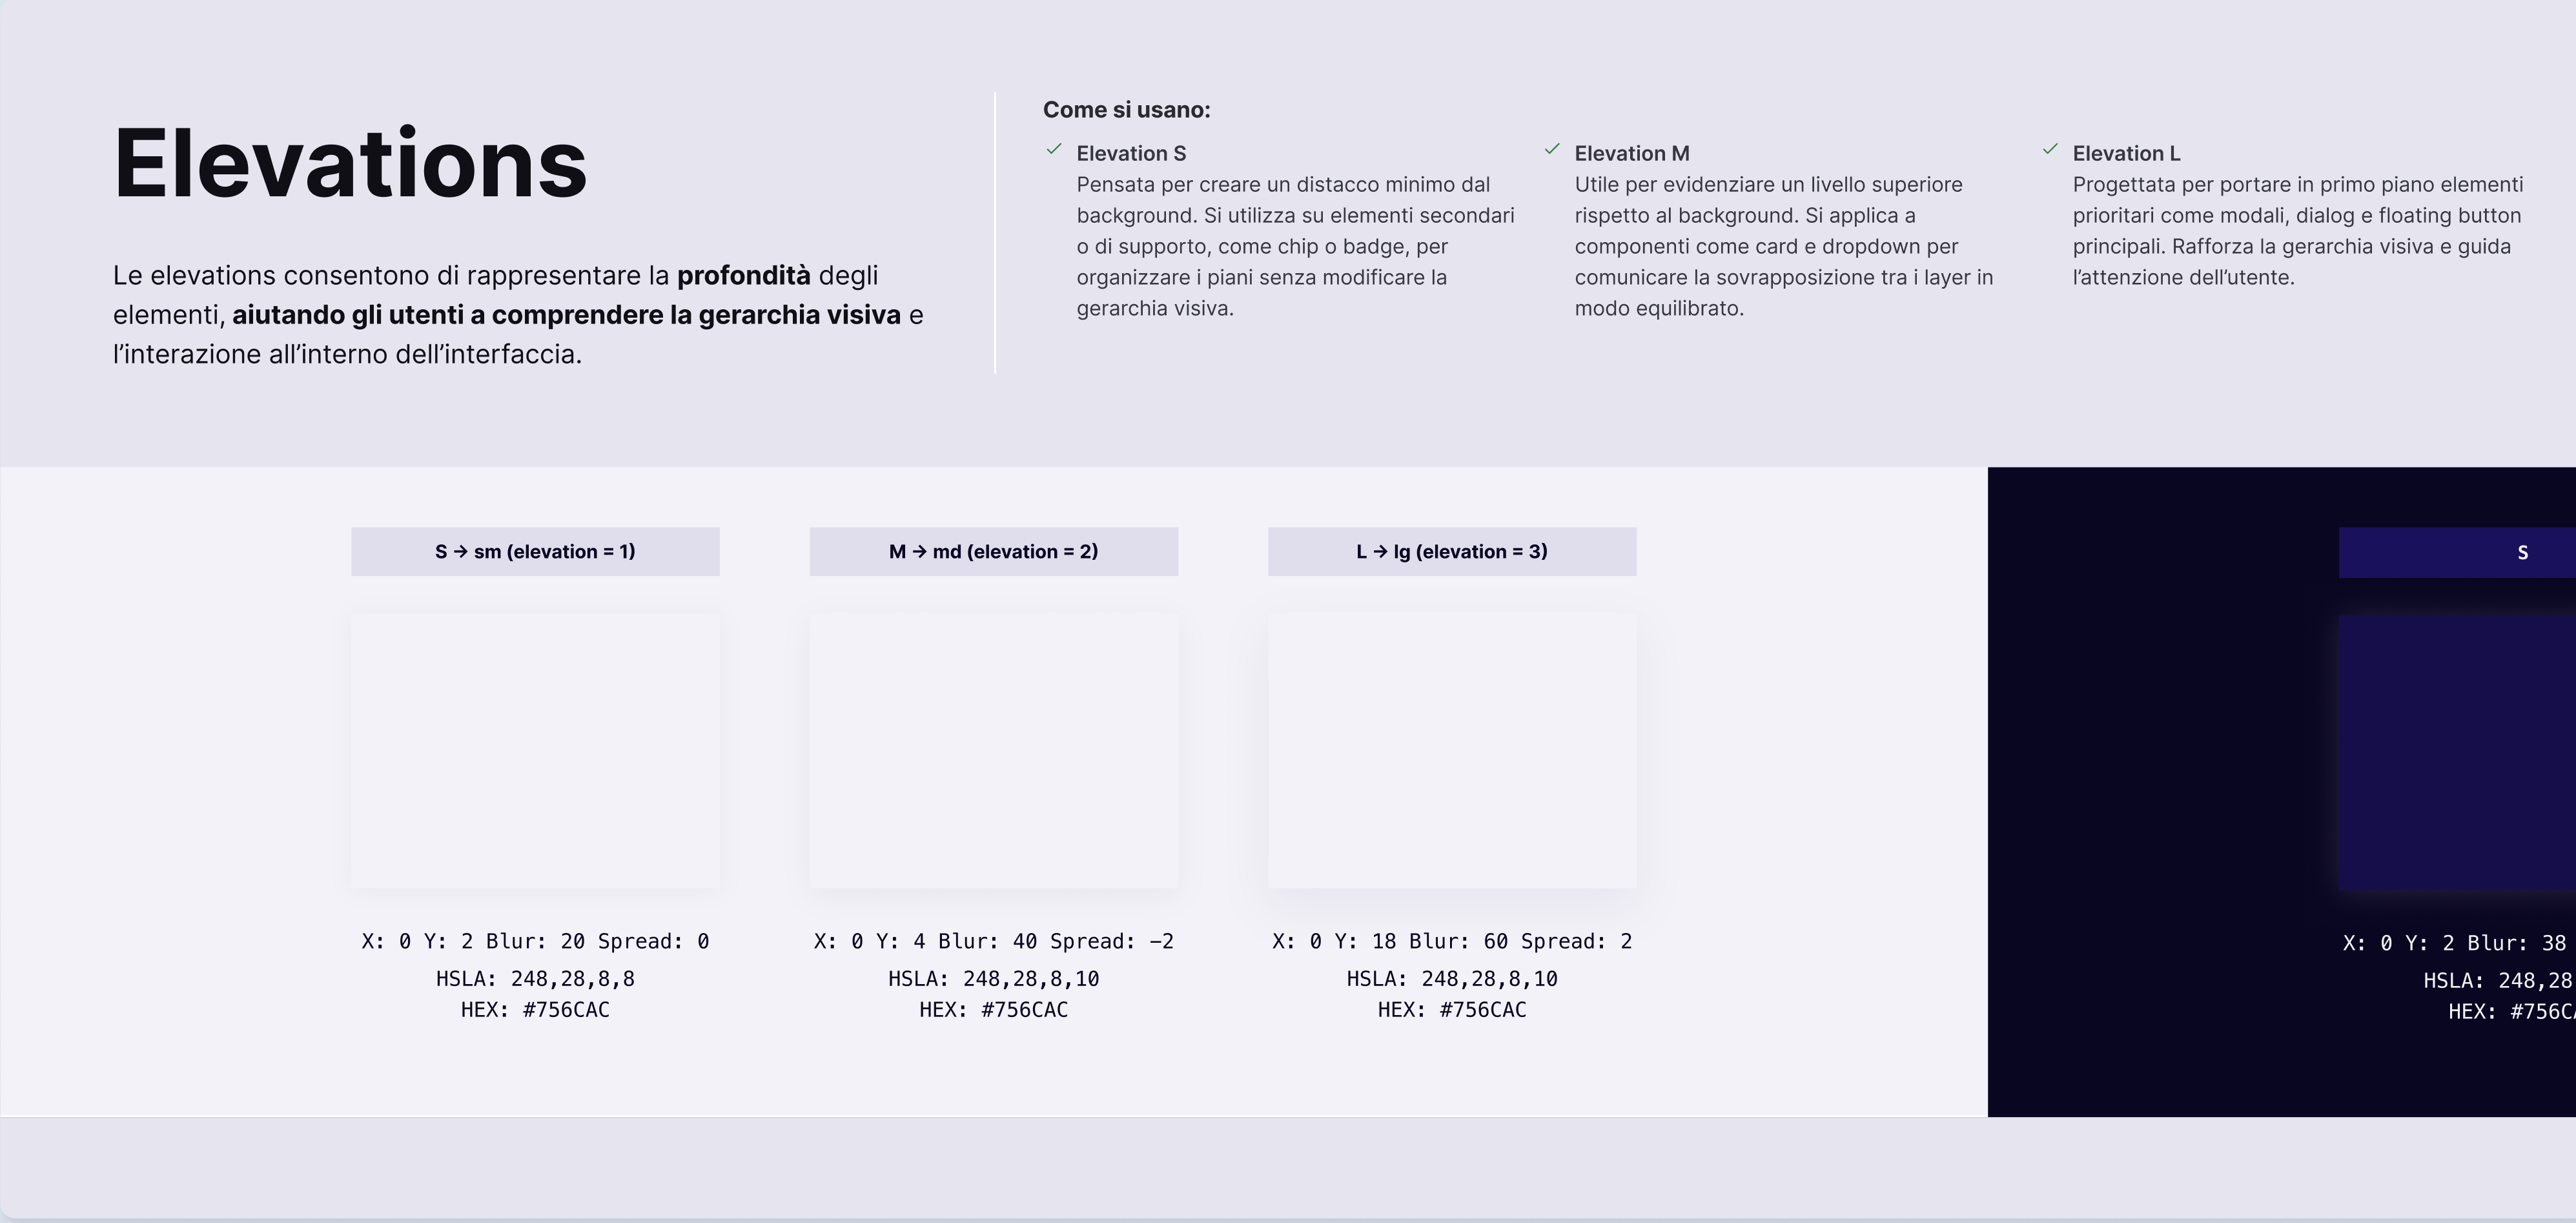 Elevations
Le elevations consentono di rappresentare la profondità degli
elementi, aiutando gli utenti a comprendere la gerarchia visiva e
l’interazione all’interno dell’interfaccia.
Come si usano:
Elevation S
Pensata per creare un distacco minimo dal
background. Si utilizza su elementi secondari
o di supporto, come chip o badge, per
organizzare i piani senza modificare la
gerarchia visiva.
Elevation M
Utile per evidenziare un livello superiore
rispetto al background. Si applica a
componenti come card e dropdown per
comunicare la sovrapposizione tra i layer in
modo equilibrato.
Elevation L
Progettata per portare in primo piano elementi
prioritari come modali, dialog e floating button
principali. Rafforza la gerarchia visiva e guida
l’attenzione dell’utente.
S → sm (elevation = 1)
X: 0 Y: 2 Blur: 20 Spread: 0
HSLA: 248,28,8,8
HEX: #756CAC
M → md (elevation = 2)
X: 0 Y: 4 Blur: 40 Spread: −2
HSLA: 248,28,8,10
HEX: #756CAC
L → lg (elevation = 3)
X: 0 Y: 18 Blur: 60 Spread: 2
HSLA: 248,28,8,10
HEX: #756CAC
S
X: 0 Y: 2 Blur: 38
HSLA: 248,28
HEX: #756C